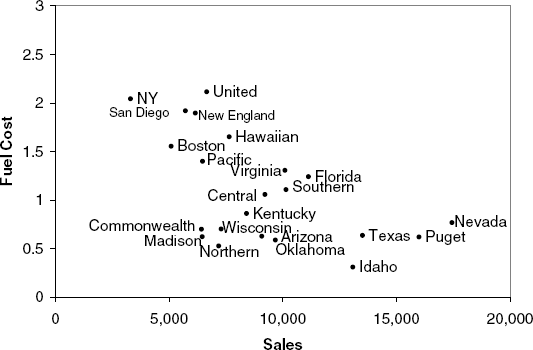 3
2.5
2
1.5
1
0.5
0
Fuel Cost
United
NY
San Diego
New England
Hawaiian
Boston
Pacific
Virginia
Florida
Southern
Central
Kentucky
Nevada
Commonwealth
Wisconsin
Madison
Arizona
Texas
Puget
Northern
Oklahoma
Idaho
0 5,000 10,000 15,000 20,000
Sales